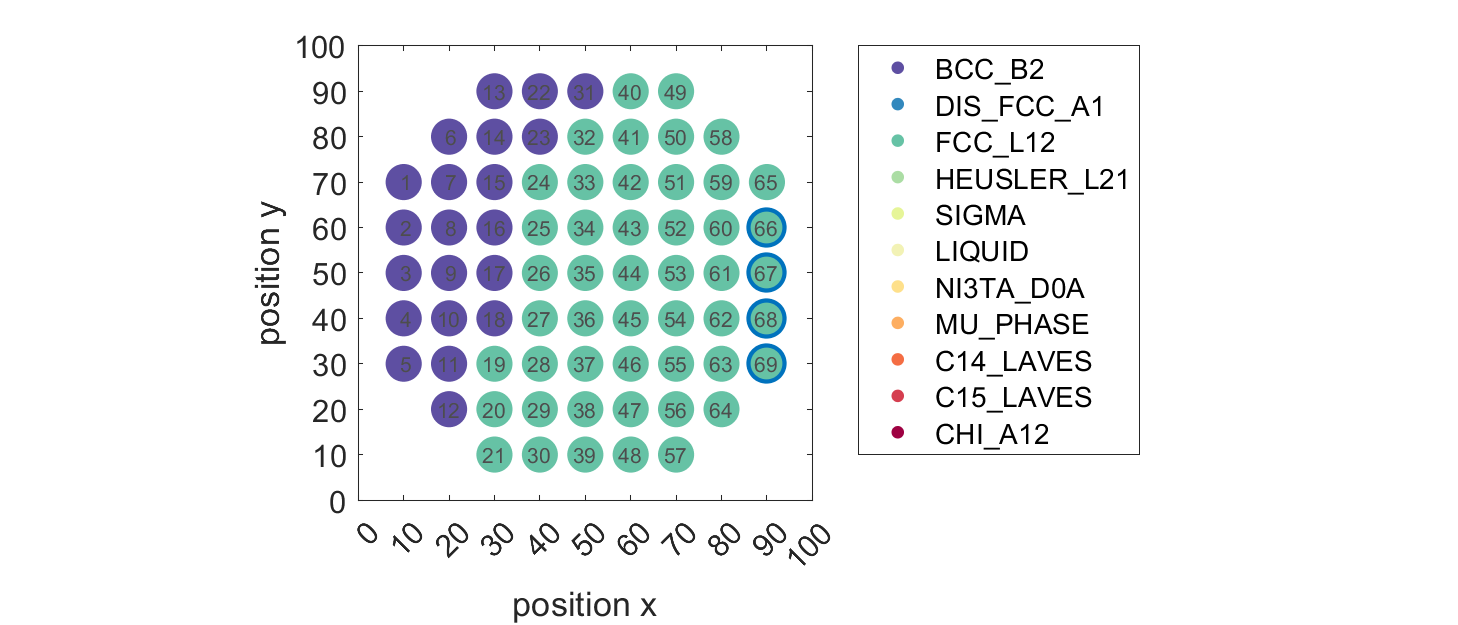 100
90
80
70
60
50
40
30
20
10
0
position y
13 22 31 40 49
6 14 23 32 41 50 58
1 7 15 24 33 42 51 59 65
2 8 16 25 34 43 52 60 66
3 9 17 26 35 44 53 61 67
4 10 18 27 36 45 54 62 68
5 11 19 28 37 46 55 63 69
12 20 29 38 47 56 64
21 30 39 48 57
0 10 20 30 40 50 60 70 80 90 100
position x
BCC_B2
DIS_FCC_A1
FCC_L12
HEUSLER_L21
SIGMA
LIQUID
NI3TA_D0A
MU_PHASE
C14_LAVES
C15_LAVES
CHI_A12